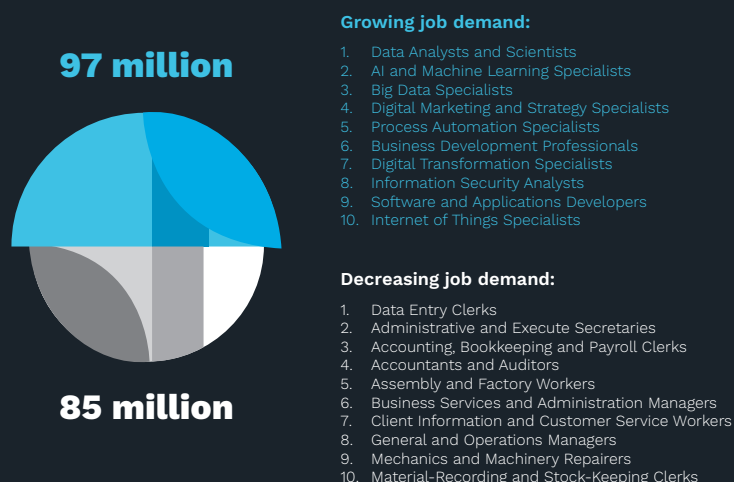 97 million
85 million
Growing job demand:
1. Data Analysts and Scientists
2. AI and Machine Learning Specialists
3. Big Data Specialists
4. Digital Marketing and Strategy Specialists
5. Process Automation Specialists
6. Business Development Professionals
7. Digital Transformation Specialists
8. Information Security Analysts
9. Software and Applications Developers
10. Internet of Things Specialists
Decreasing job demand:
1. Data Entry Clerks
2. Administrative and Execute Secretaries
3. Accounting, Bookkeeping and Payroll Clerks
4. Accountants and Auditors
5. Assembly and Factory Workers
6. Business Services and Administration Managers
7. Client Information and Customer Service Workers
8. General and Operations Managers
9. Mechanics and Machinery Repairers
10. Material-Recording and Stock-Keeping Clerks